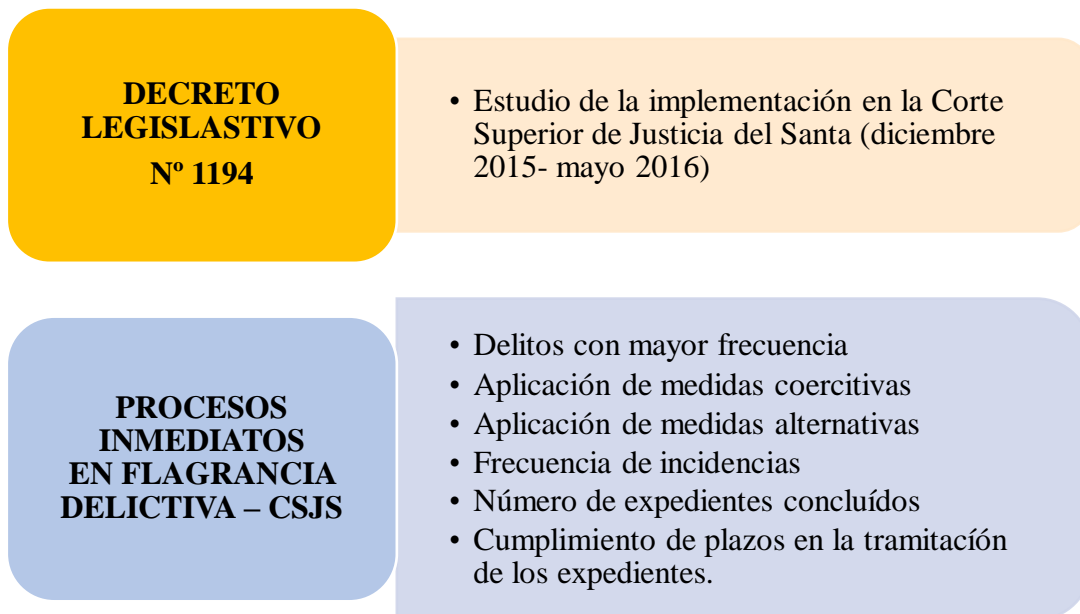 DECRETO
LEGISLASTIVO
Nº 1194
• Estudio de la implementación en la Corte
Superior de Justicia del Santa (diciembre
2015- mayo 2016)
PROCESOS
INMEDIATOS
EN FLAGRANCIA
DELICTIVA – CSJS
• Delitos con mayor frecuencia
• Aplicación de medidas coercitivas
• Aplicación de medidas alternativas
• Frecuencia de incidencias
• Número de expedientes concluídos
• Cumplimiento de plazos en la tramitacíón
de los expedientes.